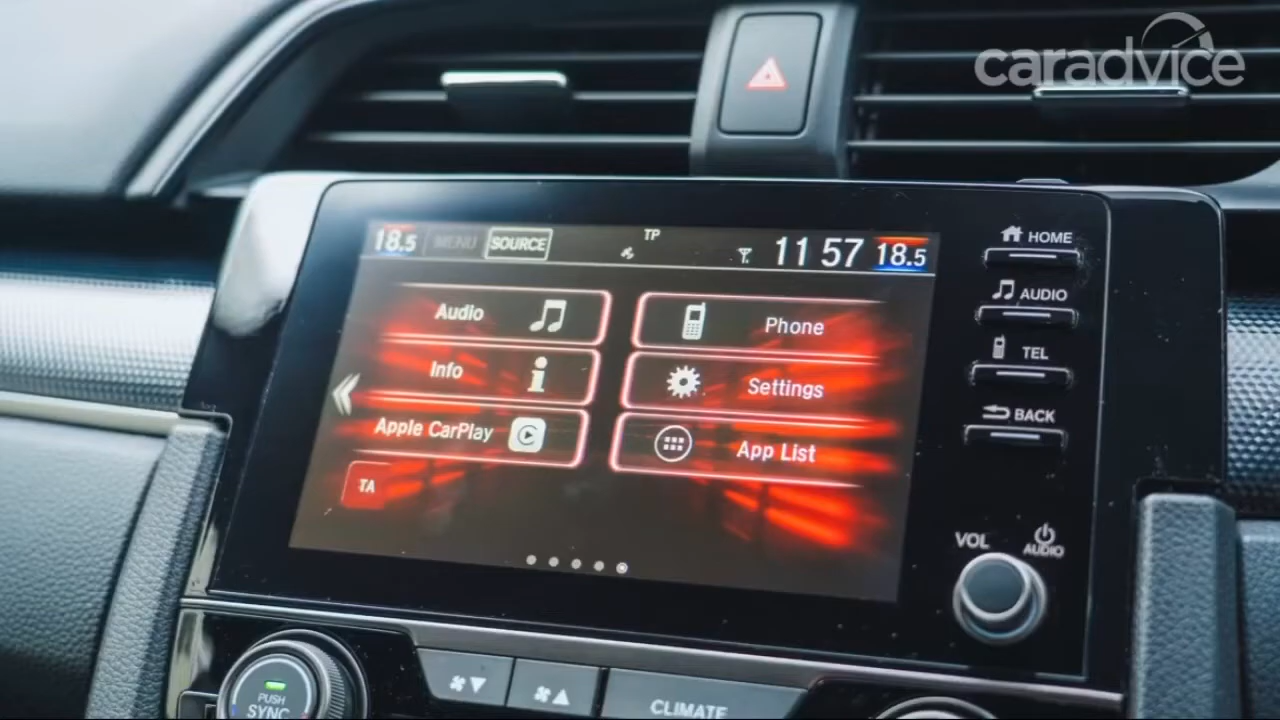 caradvice
18.5 MENU SOURCE TP 11 57 18.5
HOME
Audio
Phone
AUDIO
Info
Settings
TEL
Apple CarPlay
App List
BACK
TA
VOL
AUDIO
PUSH
SYNC
CLIMATE